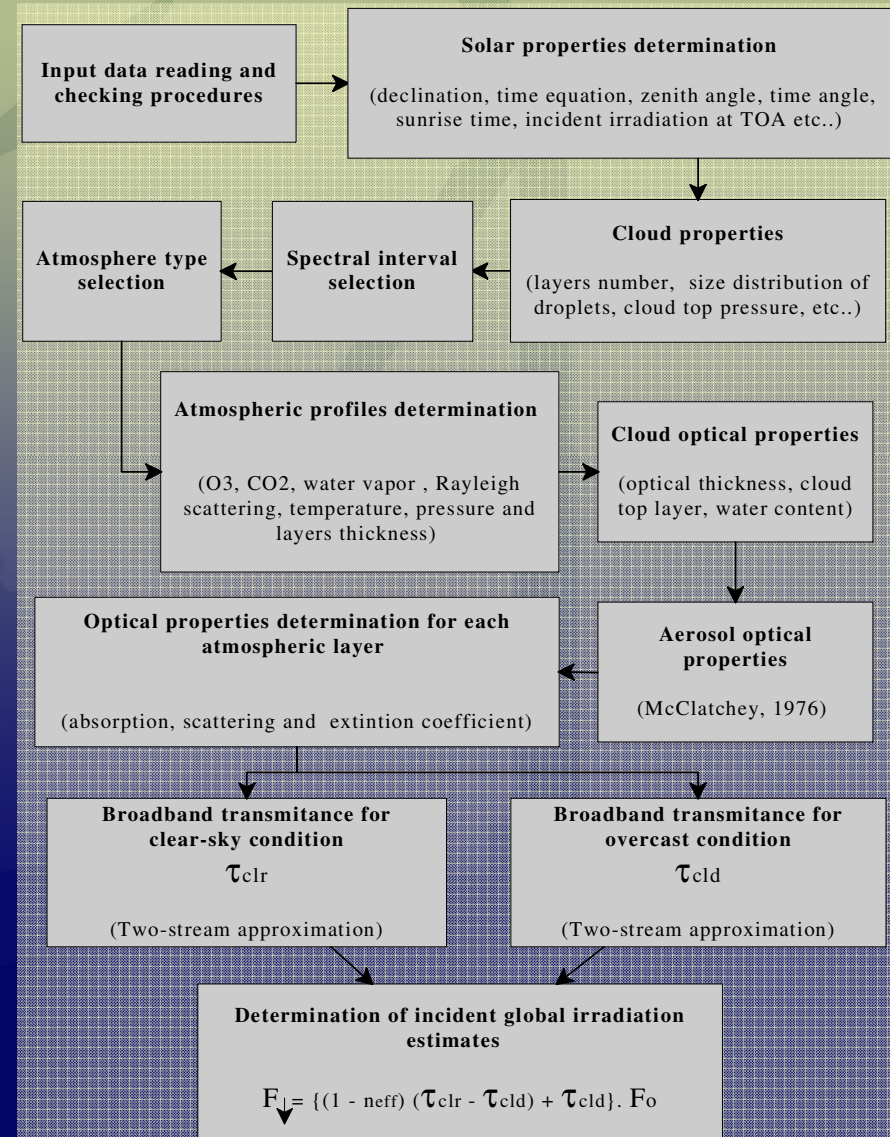 Input data reading and
checking procedures
Solar properties determination
(declination, time equation, zenith angle, time angle,
sunrise time, incident irradiation at TOA etc..)
Cloud properties
(layers number, size distribution of
droplets, cloud top pressure, etc..)
Spectral interval
selection
Atmosphere type
selection
Atmospheric profiles determination
(O3, CO2, water vapor , Rayleigh
scattering, temperature, pressure and
layers thickness)
Cloud optical properties
(optical thickness, cloud
top layer, water content)
Aerosol optical
properties
(McClatchey, 1976)
Optical properties determination for each
atmospheric layer
(absorption, scattering and extintion coefficient)
Broadband transmitance for
clear-sky condition
τclr
(Two-stream approximation)
Broadband transmitance for
overcast condition
τcld
(Two-stream approximation)
Determination of incident global irradiation
estimates
F↓= {(1 - neff) (τclr - τcld) + τcld}. Fo